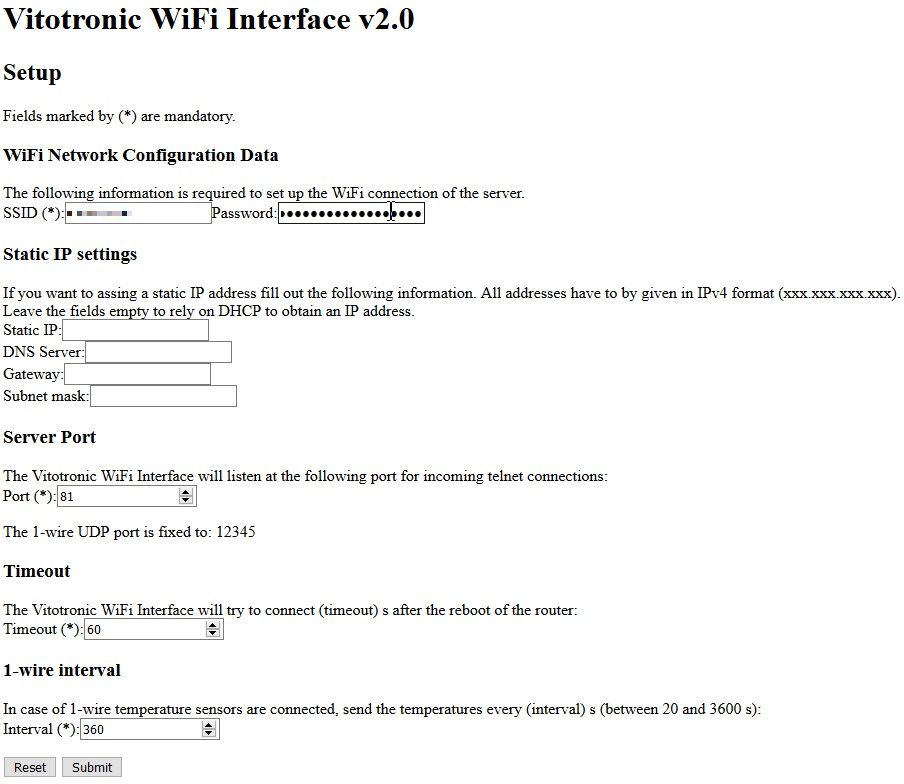 Vitotronic WiFi Interface v2.0
Setup
Fields marked by (*) are mandatory.
WiFi Network Configuration Data
The following information is required to set up the WiFi connection of the server.
SSID (*): Password: ●●●●●●●●●●●●●●●●●●
Static IP settings
If you want to assing a static IP address fill out the following information. All addresses have to by given in IPv4 format (xxx.xxx.xxx.xxx).
Leave the fields empty to rely on DHCP to obtain an IP address.
Static IP:
DNS Server:
Gateway:
Subnet mask:
Server Port
The Vitotronic WiFi Interface will listen at the following port for incoming telnet connections:
Port (*): 81
The 1-wire UDP port is fixed to: 12345
Timeout
The Vitotronic WiFi Interface will try to connect (timeout) s after the reboot of the router:
Timeout (*): 60
1-wire interval
In case of 1-wire temperature sensors are connected, send the temperatures every (interval) s (between 20 and 3600 s):
Interval (*): 360
Reset Submit